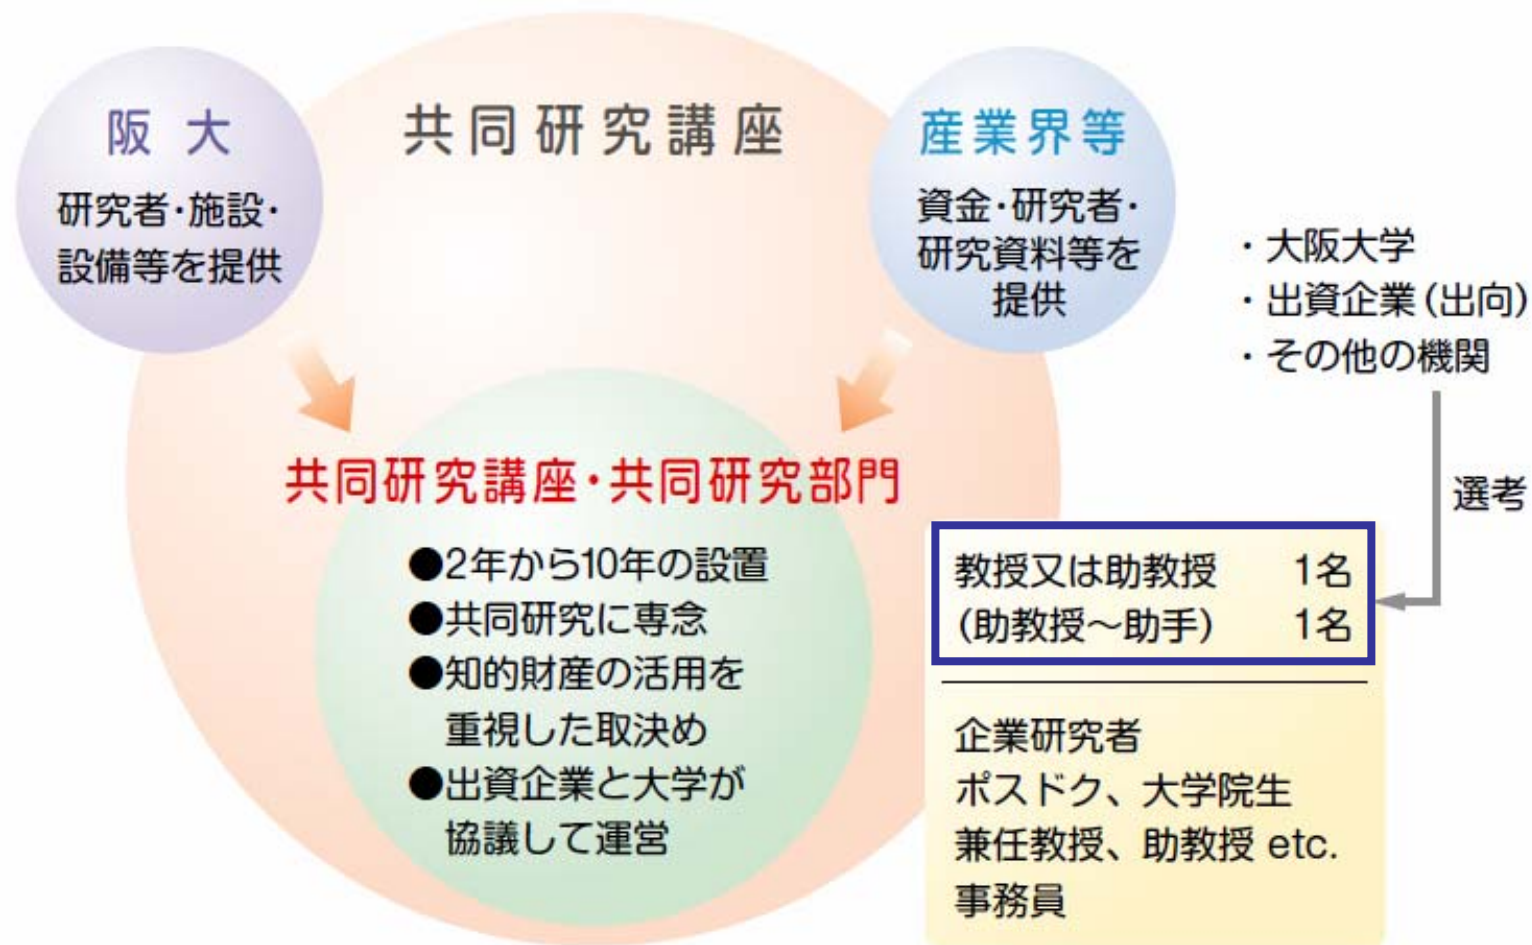 共同研究講座
阪大
研究者・施設・
設備等を提供
産業界等
資金・研究者・
研究資料等を
提供
・大阪大学
・出資企業(出向)
・その他の機関
選考
共同研究講座・共同研究部門
●2年から10年の設置
●共同研究に専念
●知的財産の活用を
重視した取決め
●出資企業と大学が
協議して運営
教授又は助教授 1名
(助教授~助手) 1名
企業研究者
ポスドク、大学院生
兼任教授、助教授 etc.
事務員